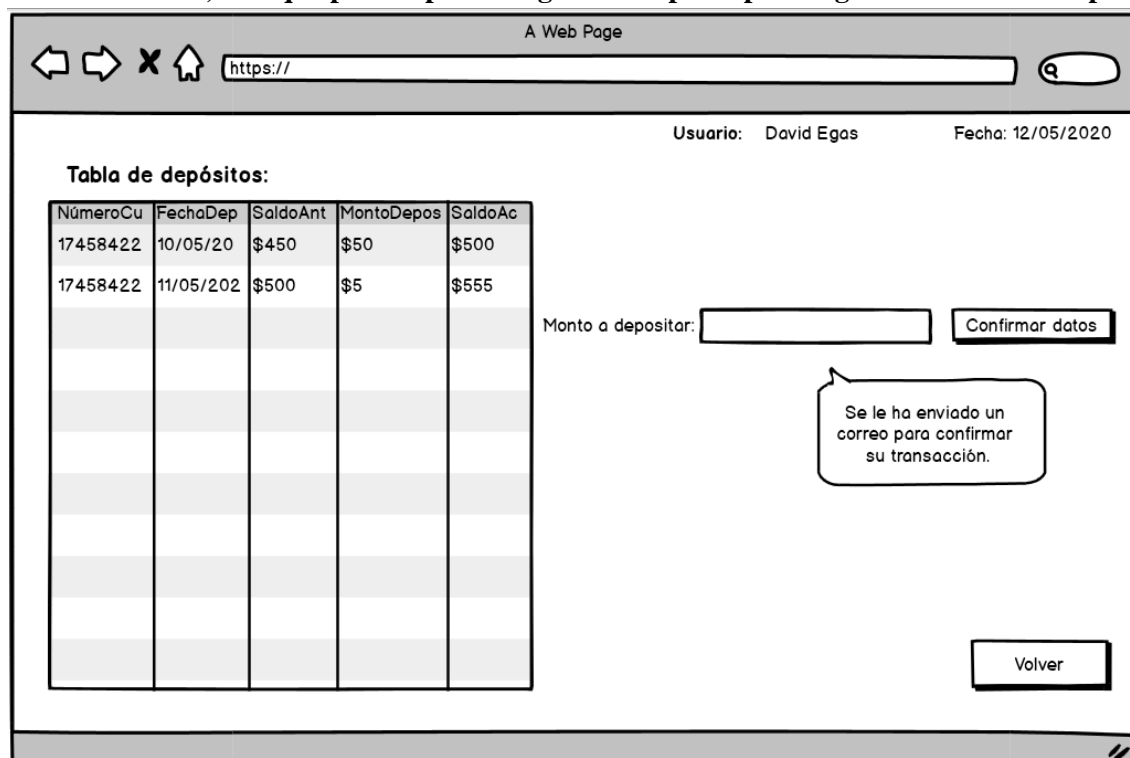 A Web Page
https://
Usuario: David Egas Fecha: 12/05/2020
Tabla de depósitos:
NúmeroCu FechaDep SaldoAnt MontoDepos SaldoAc
17458422 10/05/20 $450 $50 $500
17458422 11/05/202 $500 $5 $555
Monto a depositar: Confirmar datos
Se le ha enviado un
correo para confirmar
su transacción.
Volver